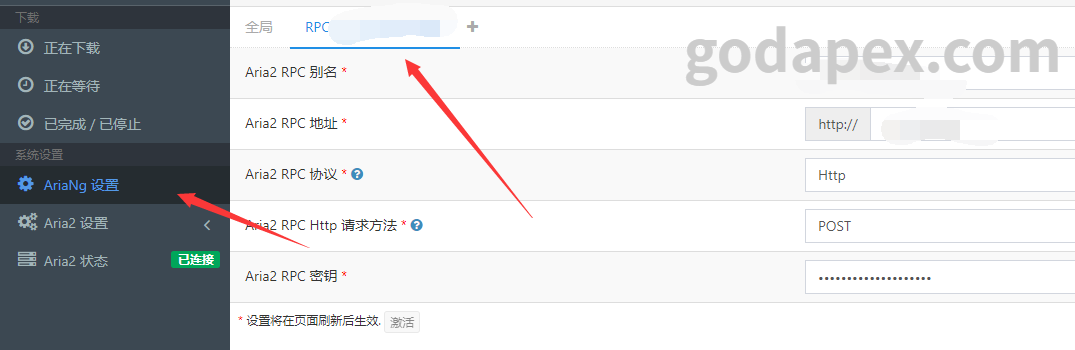 下载
正在下载
正在等待
已完成 / 已停止
系统设置
AriaNg 设置
Aria2 设置
Aria2 状态 已连接
全局 RPC
godapex.com
Aria2 RPC 别名 *
Aria2 RPC 地址 * http://
Aria2 RPC 协议 * Http
Aria2 RPC Http 请求方法 * POST
Aria2 RPC 密钥 * ••••••••••••••••••••
* 设置将在页面刷新后生效. 激活